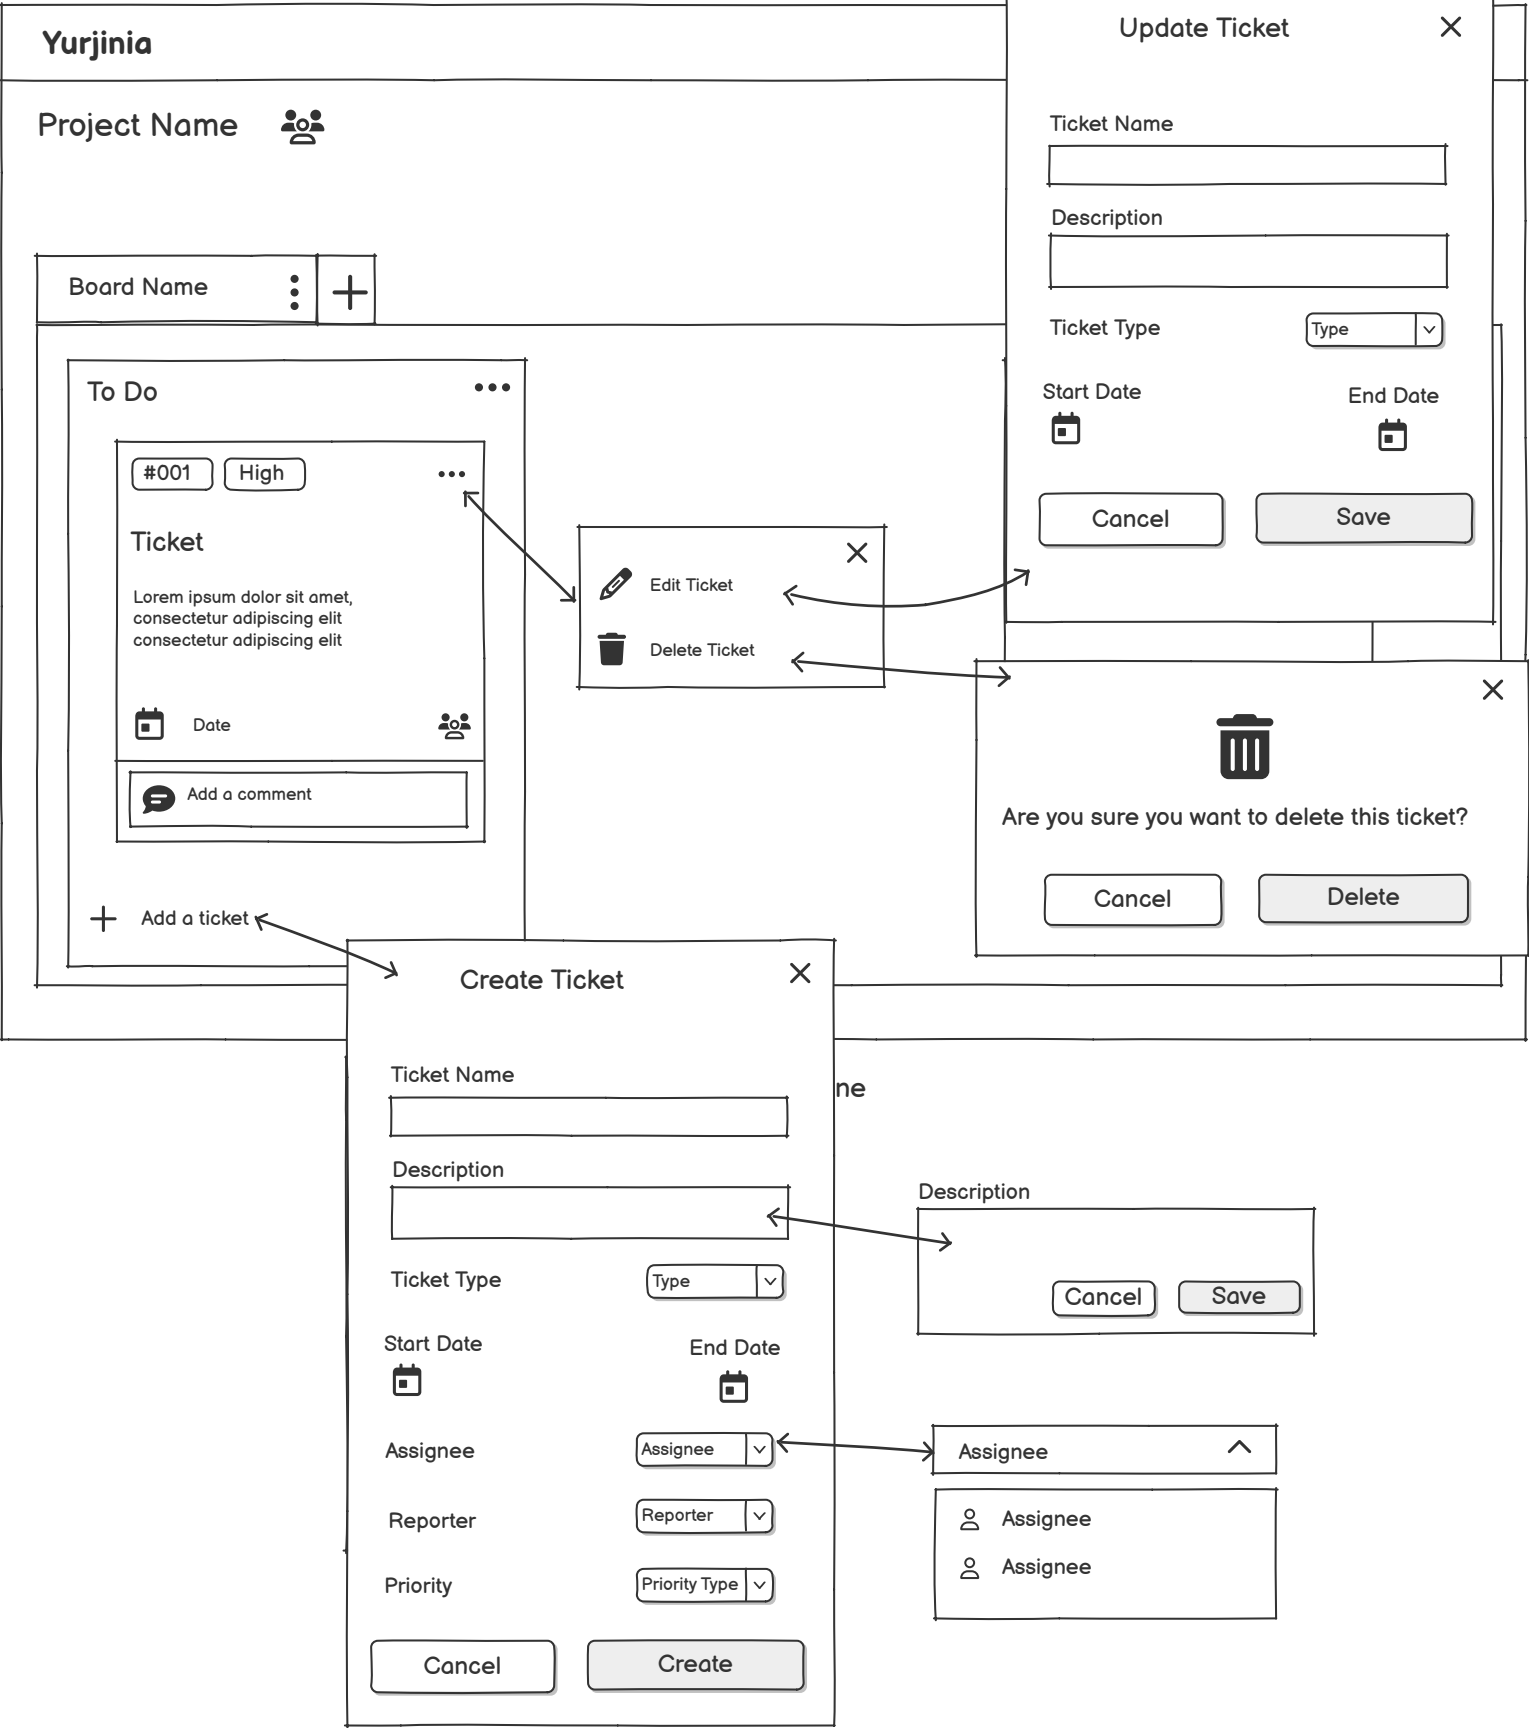 Yurjinia
Project Name
Board Name
To Do
#001
High
Ticket
Lorem ipsum dolor sit amet,
consectetur adipiscing elit
consectetur adipiscing elit
Date
Add a comment
Add a ticket
Edit Ticket
Delete Ticket
Update Ticket
Ticket Name
Description
Ticket Type
Type
Start Date
End Date
Cancel
Save
Are you sure you want to delete this ticket?
Cancel
Delete
Create Ticket
Ticket Name
ne
Description
Ticket Type
Type
Start Date
End Date
Assignee
Assignee
Reporter
Reporter
Priority
Priority Type
Cancel
Create
Description
Cancel
Save
Assignee
Assignee
Assignee